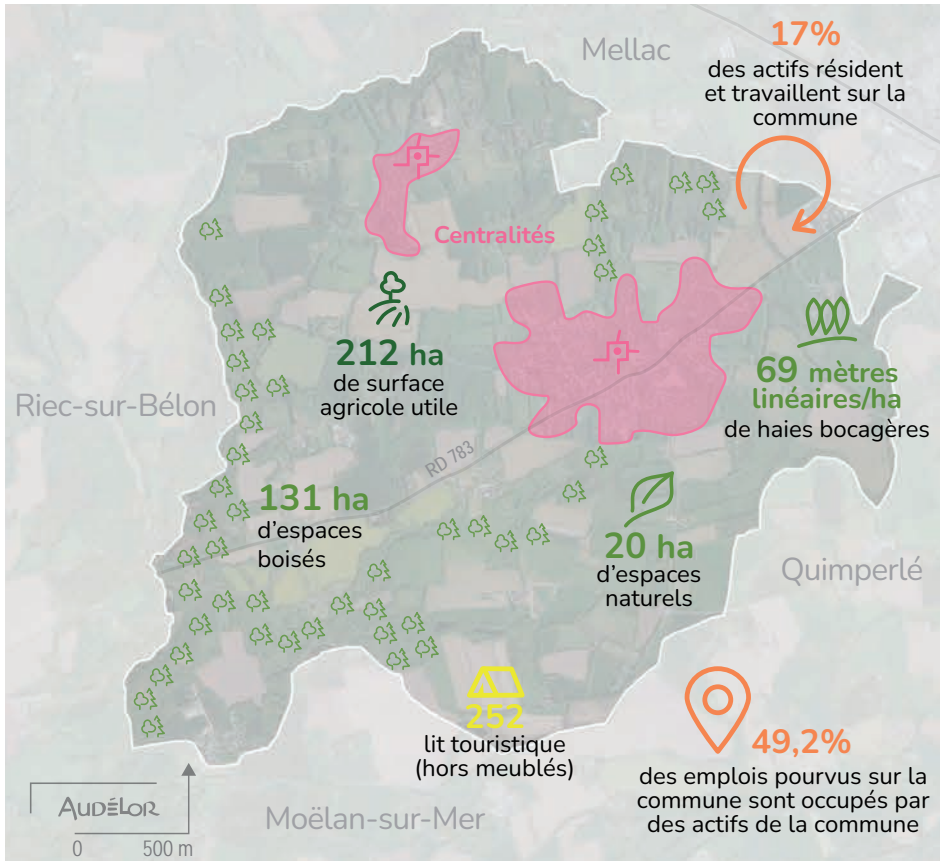 Mellac
17%
des actifs résident
et travaillent sur la
commune
Centralités
212 ha
de surface
agricole utile
69 mètres
linéaires/ha
de haies bocagères
Riec-sur-Bélon
RD 783
131 ha
d'espaces
boisés
20 ha
d'espaces
naturels
Quimperlé
252
lit touristique
(hors meublés)
49,2%
des emplois pourvus sur la
commune sont occupés par
des actifs de la commune
Moëlan-sur-Mer
AUDÉLOR
0 500 m